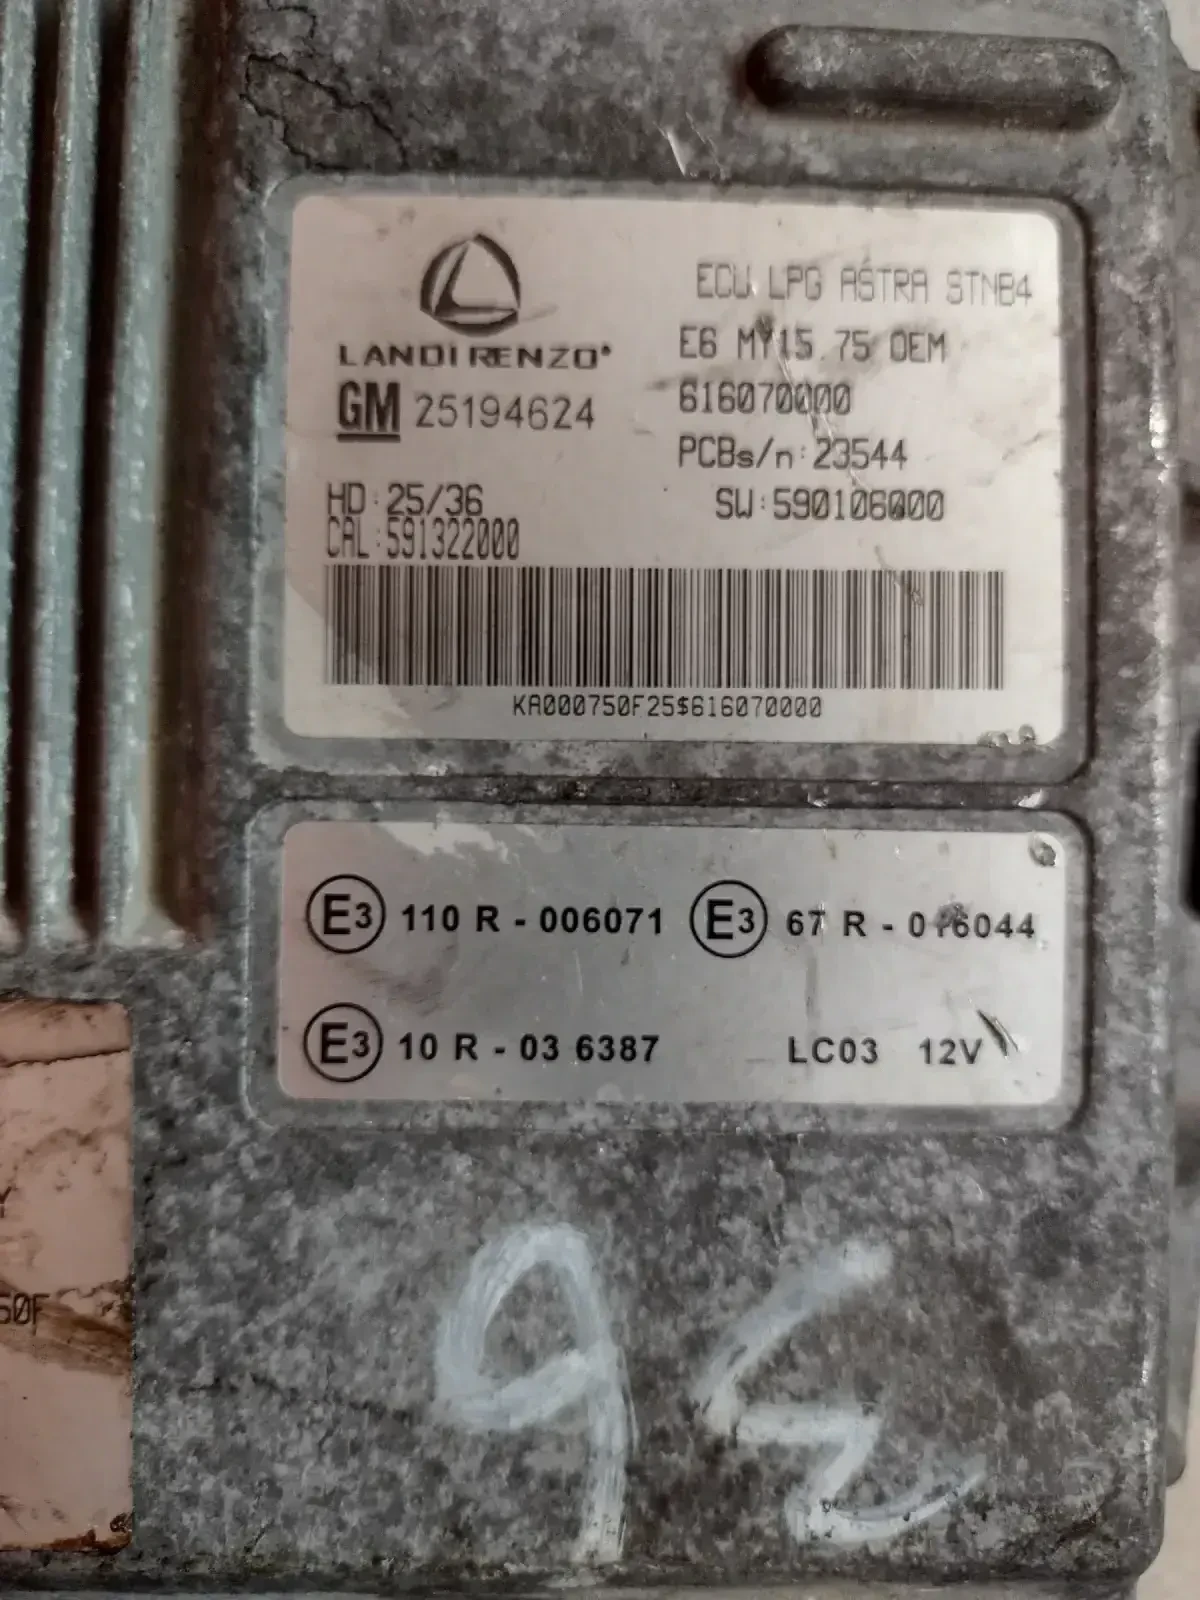 LANDIRENZO®
ECU LPG ASTRA STNB4
E6 MY15.75 OEM
GM 25194624
616070000
PCBs/n:23544
HD:25/36 SW:590106000
CAL:591322000
KA000750F25$616070000
E3 110 R - 006071 E3 67 R - 016044
E3 10 R - 03 6387 LC03 12V
Y
50F